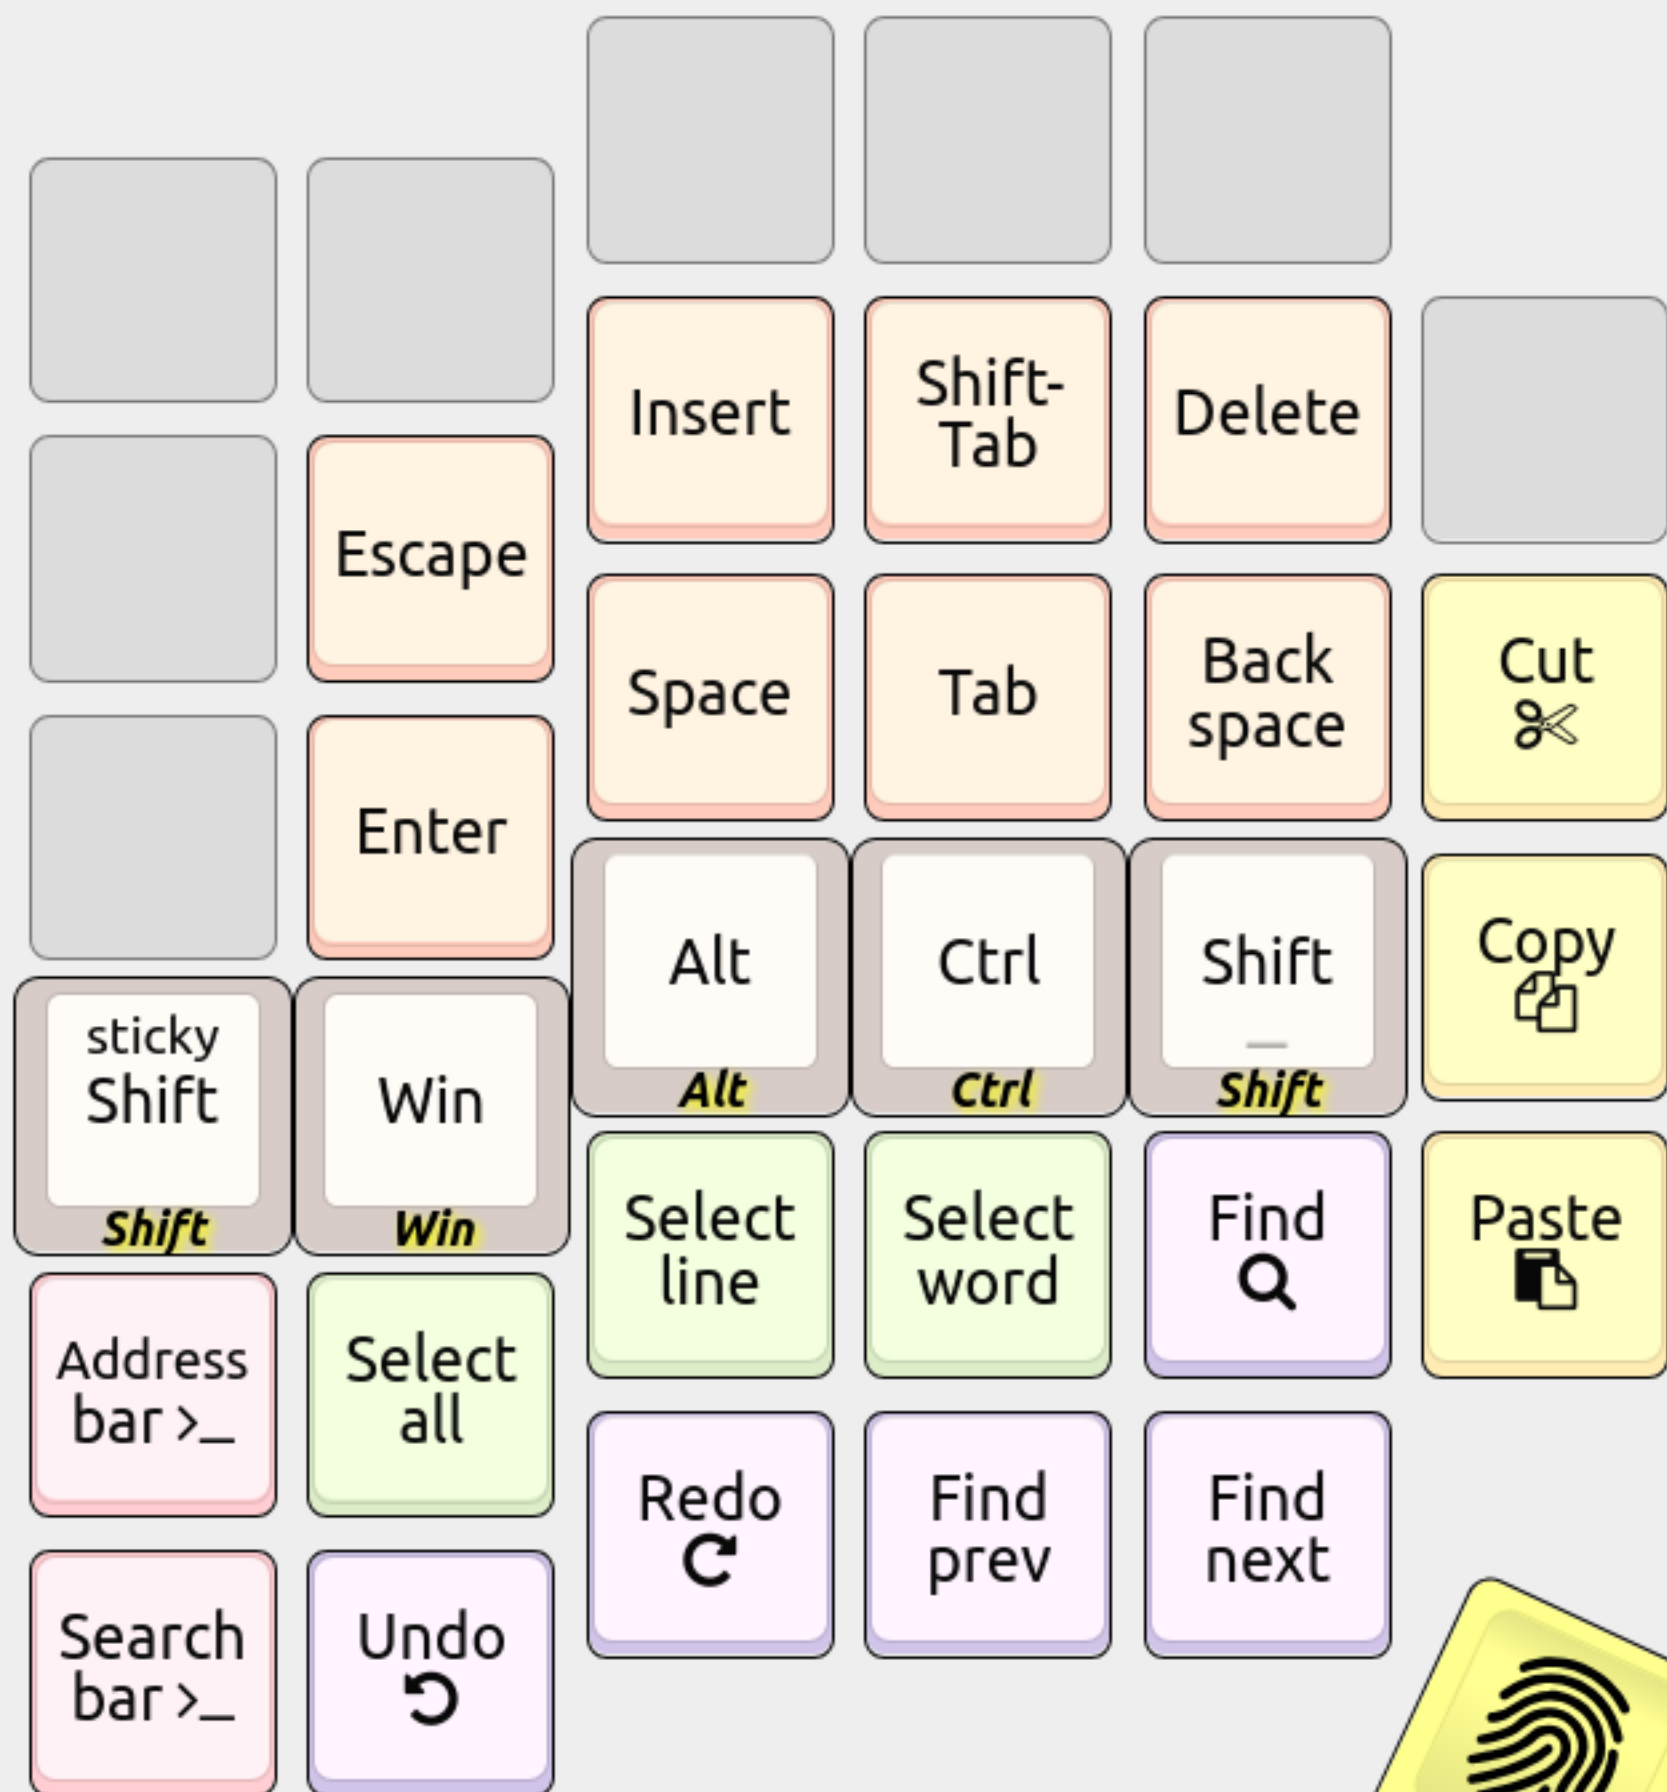 Insert
Shift-
Tab
Delete
Escape
Space
Tab
Back
space
Cut
Enter
Alt
Alt
Ctrl
Ctrl
Shift
_
Shift
Copy
sticky
Shift
Shift
Win
Win
Select
line
Select
word
Find
Paste
Address
bar >_
Select
all
Redo
Find
prev
Find
next
Search
bar >_
Undo